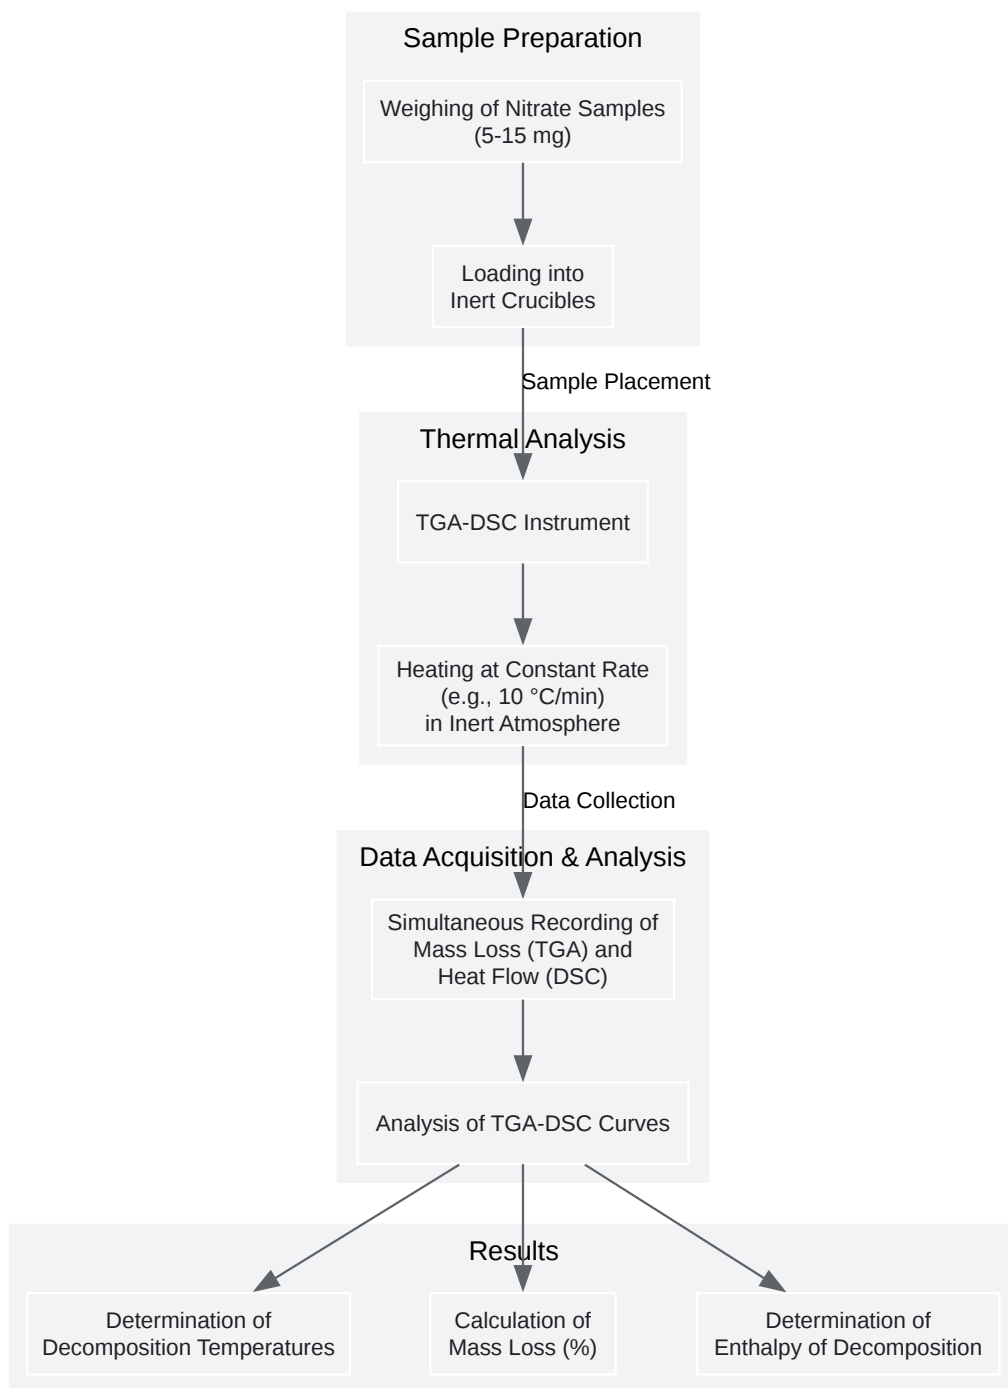 Sample Preparation
Weighing of Nitrate Samples
(5-15 mg)
Loading into
Inert Crucibles
Sample Placement
Thermal Analysis
TGA-DSC Instrument
Heating at Constant Rate
(e.g., 10 °C/min)
in Inert Atmosphere
Data Collection
Data Acquisition & Analysis
Simultaneous Recording of
Mass Loss (TGA) and
Heat Flow (DSC)
Analysis of TGA-DSC Curves
Results
Determination of
Decomposition Temperatures
Calculation of
Mass Loss (%)
Determination of
Enthalpy of Decomposition